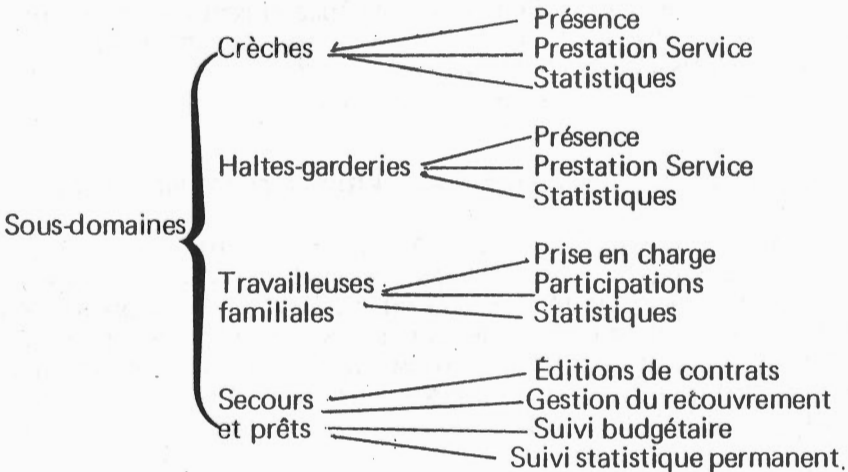 Présence
Crèches
Prestation Service
Statistiques
Présence
Haltes-garderies
Prestation Service
Statistiques
Sous-domaines
Prise en charge
Travailleuses
Participations
familiales
Statistiques
Éditions de contrats
Secours
Gestion du recouvrement
et prêts
Suivi budgétaire
Suivi statistique permanent.